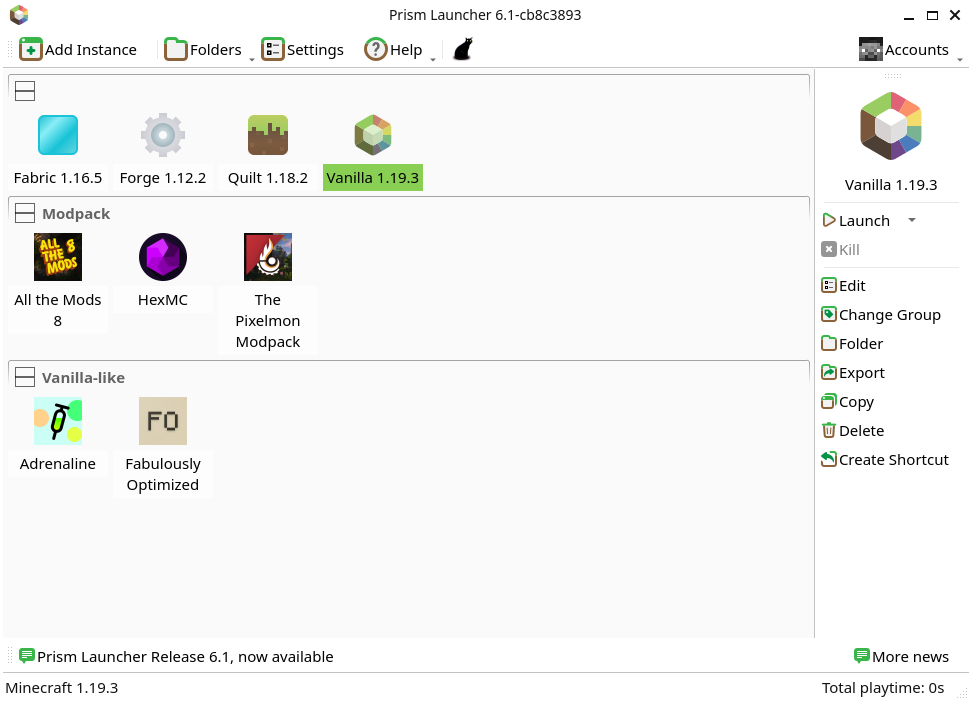 Prism Launcher 6.1-cb8c3893
Add Instance Folders Settings Help Accounts
Fabric 1.16.5 Forge 1.12.2 Quilt 1.18.2 Vanilla 1.19.3
Modpack
ALL THE MODS 8
All the Mods 8
HexMC
The Pixelmon Modpack
Vanilla-like
FO
Adrenaline
Fabulously Optimized
Vanilla 1.19.3
Launch
Kill
Edit
Change Group
Folder
Export
Copy
Delete
Create Shortcut
Prism Launcher Release 6.1, now available
More news
Minecraft 1.19.3
Total playtime: 0s